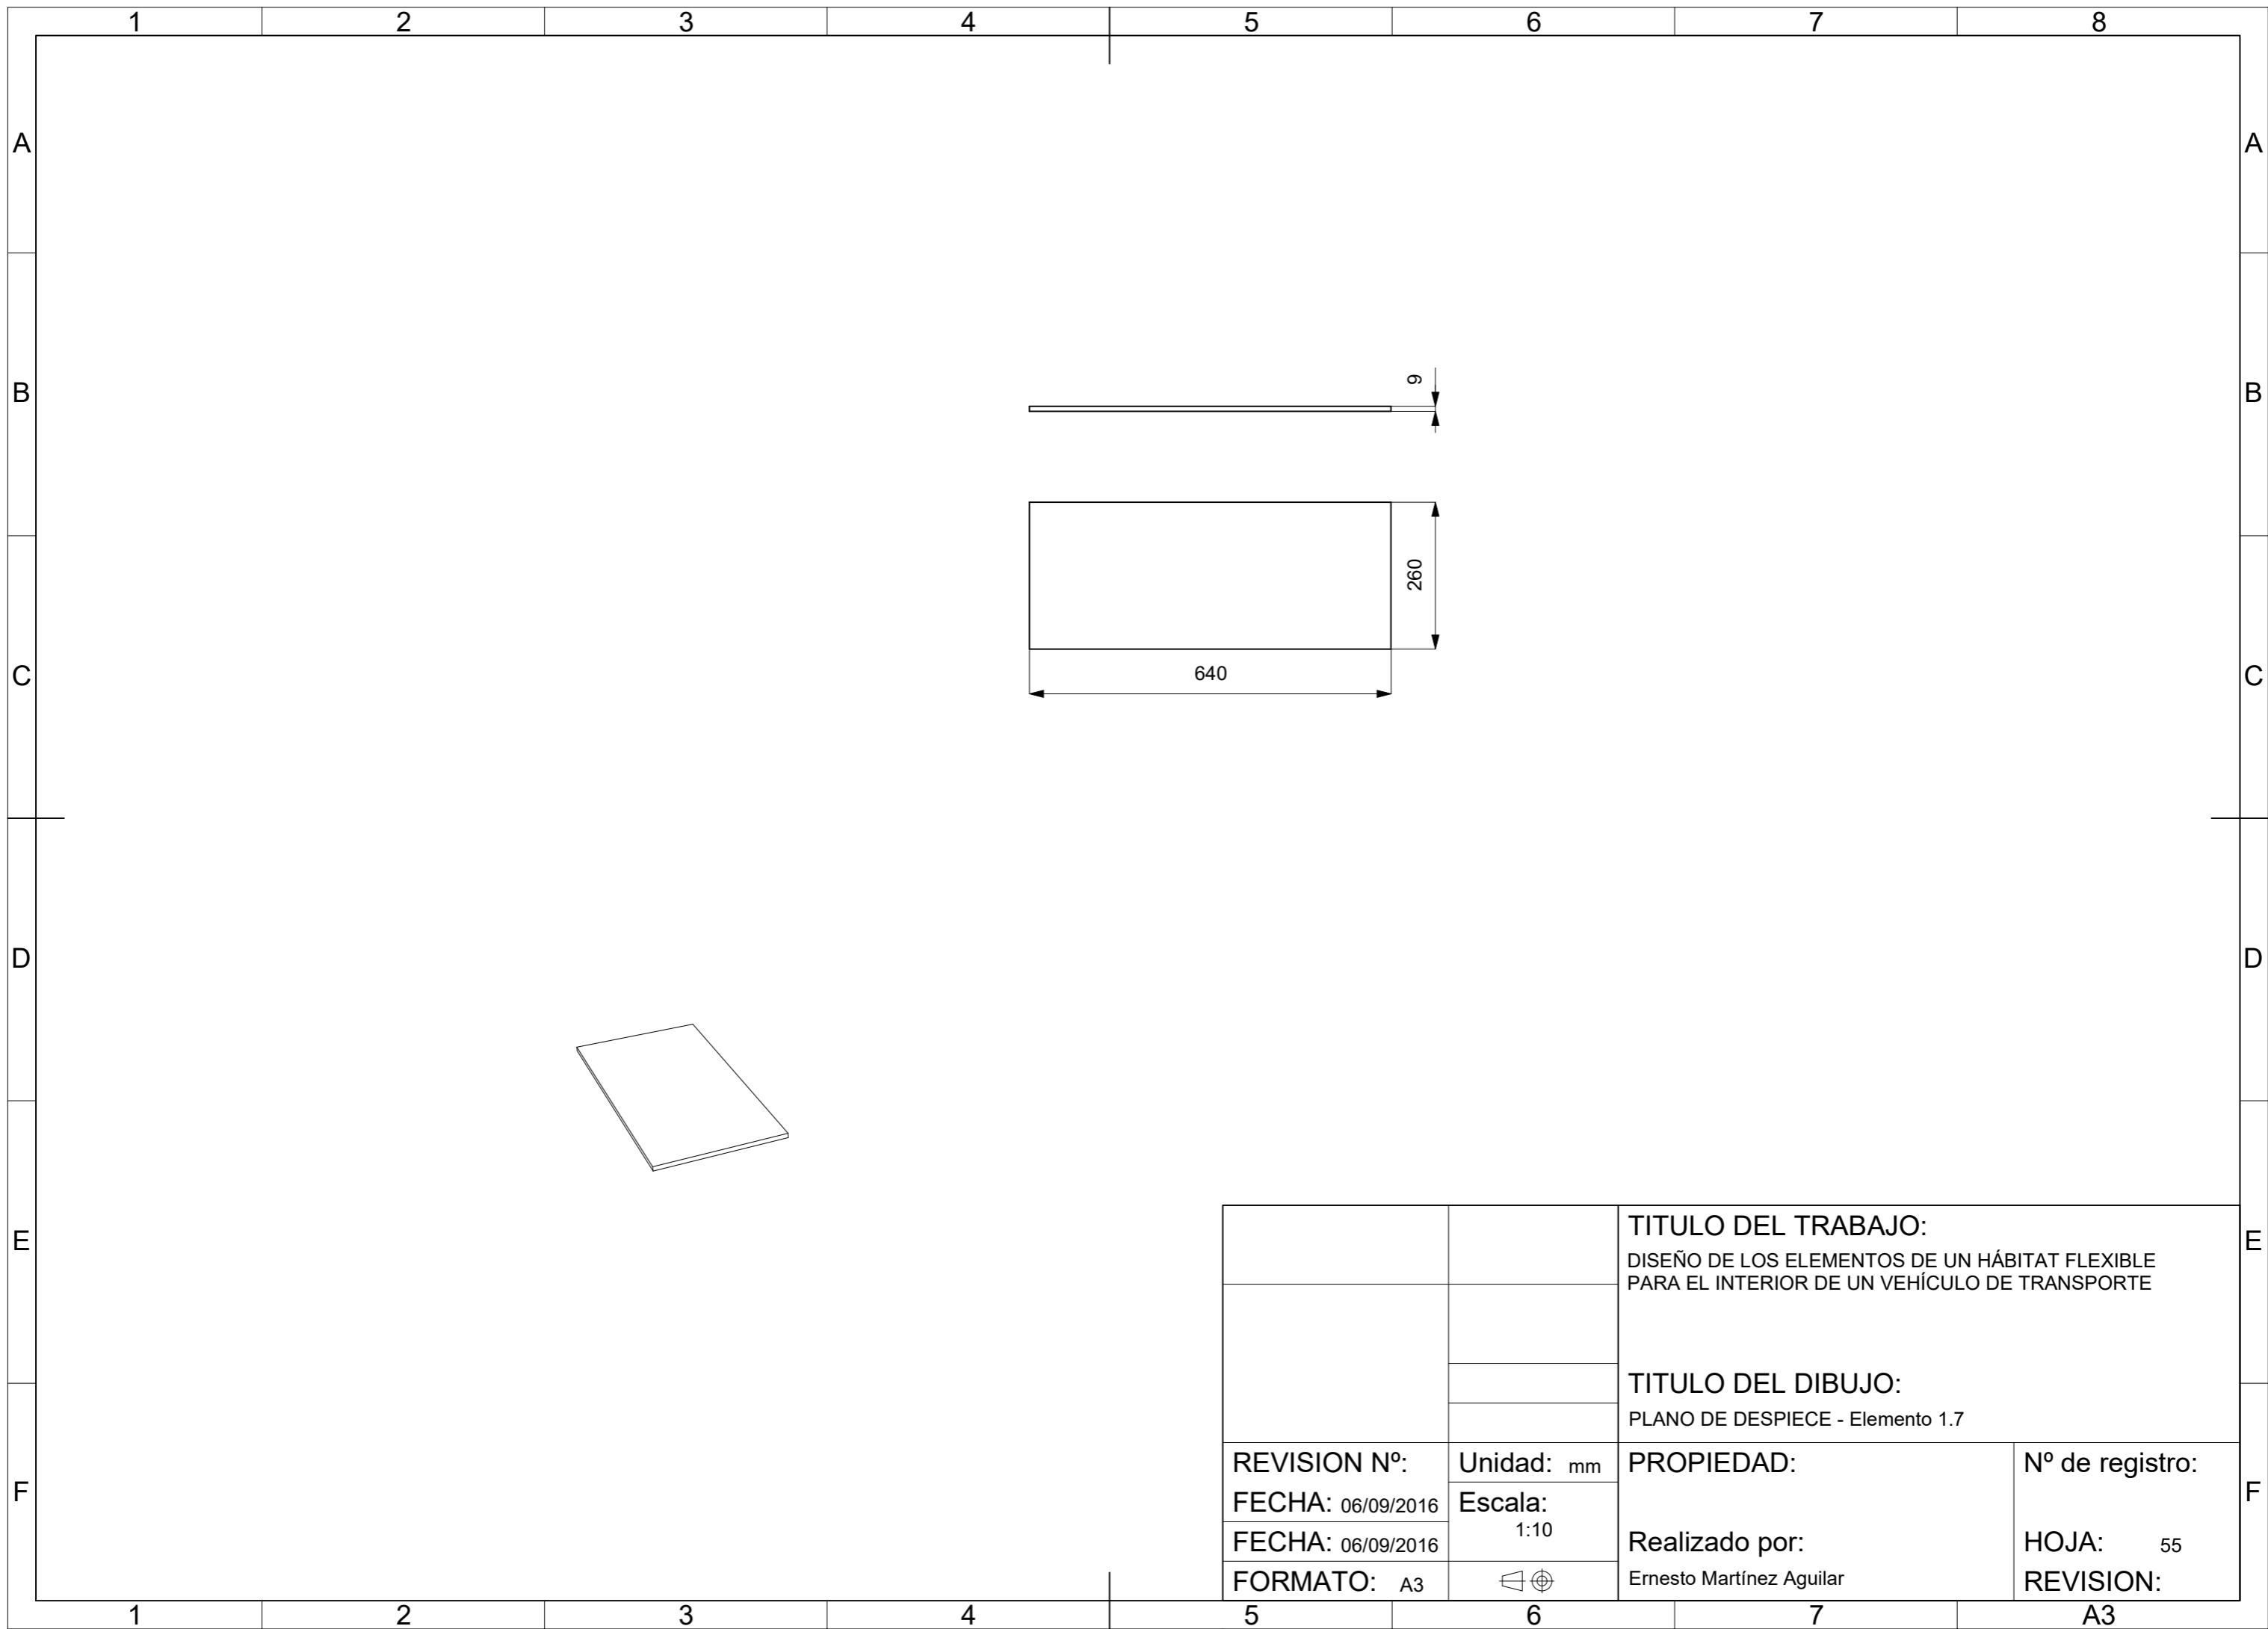 1 2 3 4 5 6 7 8
A A
B B
C C
D D
E E
F F
9
260
640
TITULO DEL TRABAJO:
DISEÑO DE LOS ELEMENTOS DE UN HÁBITAT FLEXIBLE
PARA EL INTERIOR DE UN VEHÍCULO DE TRANSPORTE
TITULO DEL DIBUJO:
PLANO DE DESPIECE - Elemento 1.7
REVISION Nº: Unidad: mm PROPIEDAD: Nº de registro:
FECHA: 06/09/2016 Escala:
1:10
FECHA: 06/09/2016 Realizado por: HOJA: 55
FORMATO: A3 Ernesto Martínez Aguilar REVISION:
1 2 3 4 5 6 7 A3